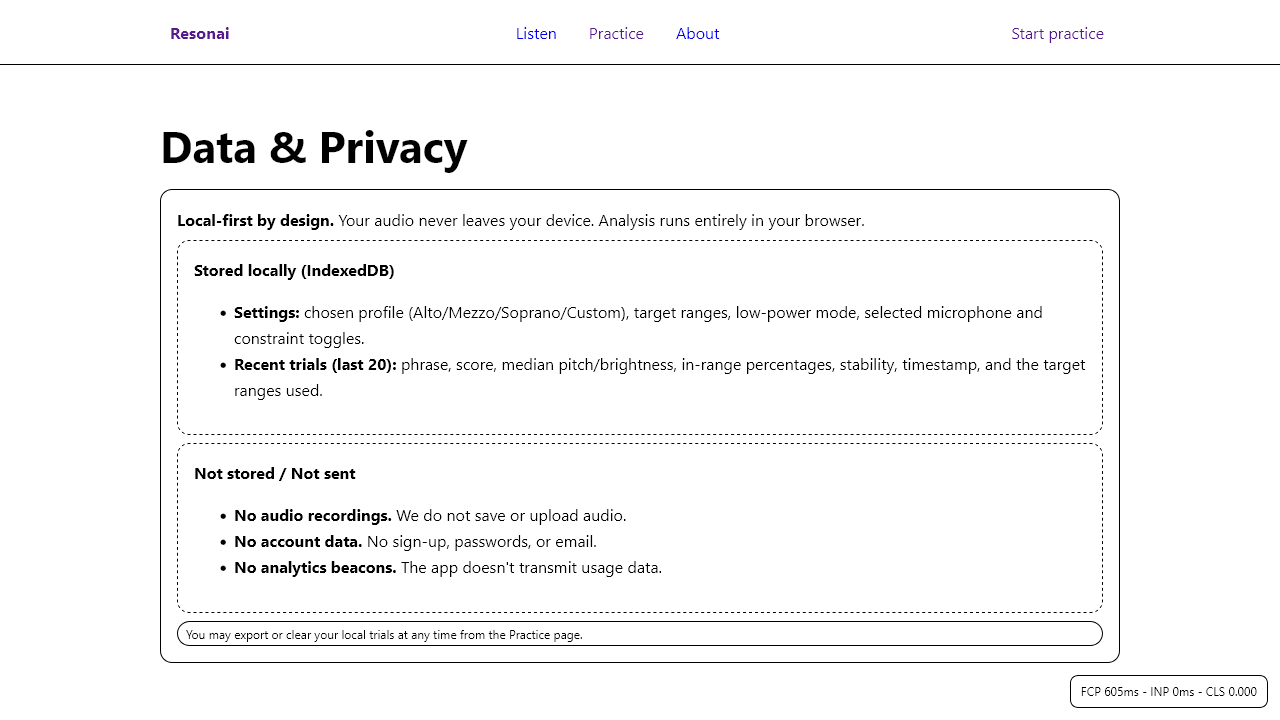 Resonai
Listen
Practice
About
Start practice
Data & Privacy
Local-first by design. Your audio never leaves your device. Analysis runs entirely in your browser.
Stored locally (IndexedDB)
Settings: chosen profile (Alto/Mezzo/Soprano/Custom), target ranges, low-power mode, selected microphone and
constraint toggles.
Recent trials (last 20): phrase, score, median pitch/brightness, in-range percentages, stability, timestamp, and the target
ranges used.
Not stored / Not sent
No audio recordings. We do not save or upload audio.
No account data. No sign-up, passwords, or email.
No analytics beacons. The app doesn't transmit usage data.
You may export or clear your local trials at any time from the Practice page.
FCP 605ms - INP 0ms - CLS 0.000